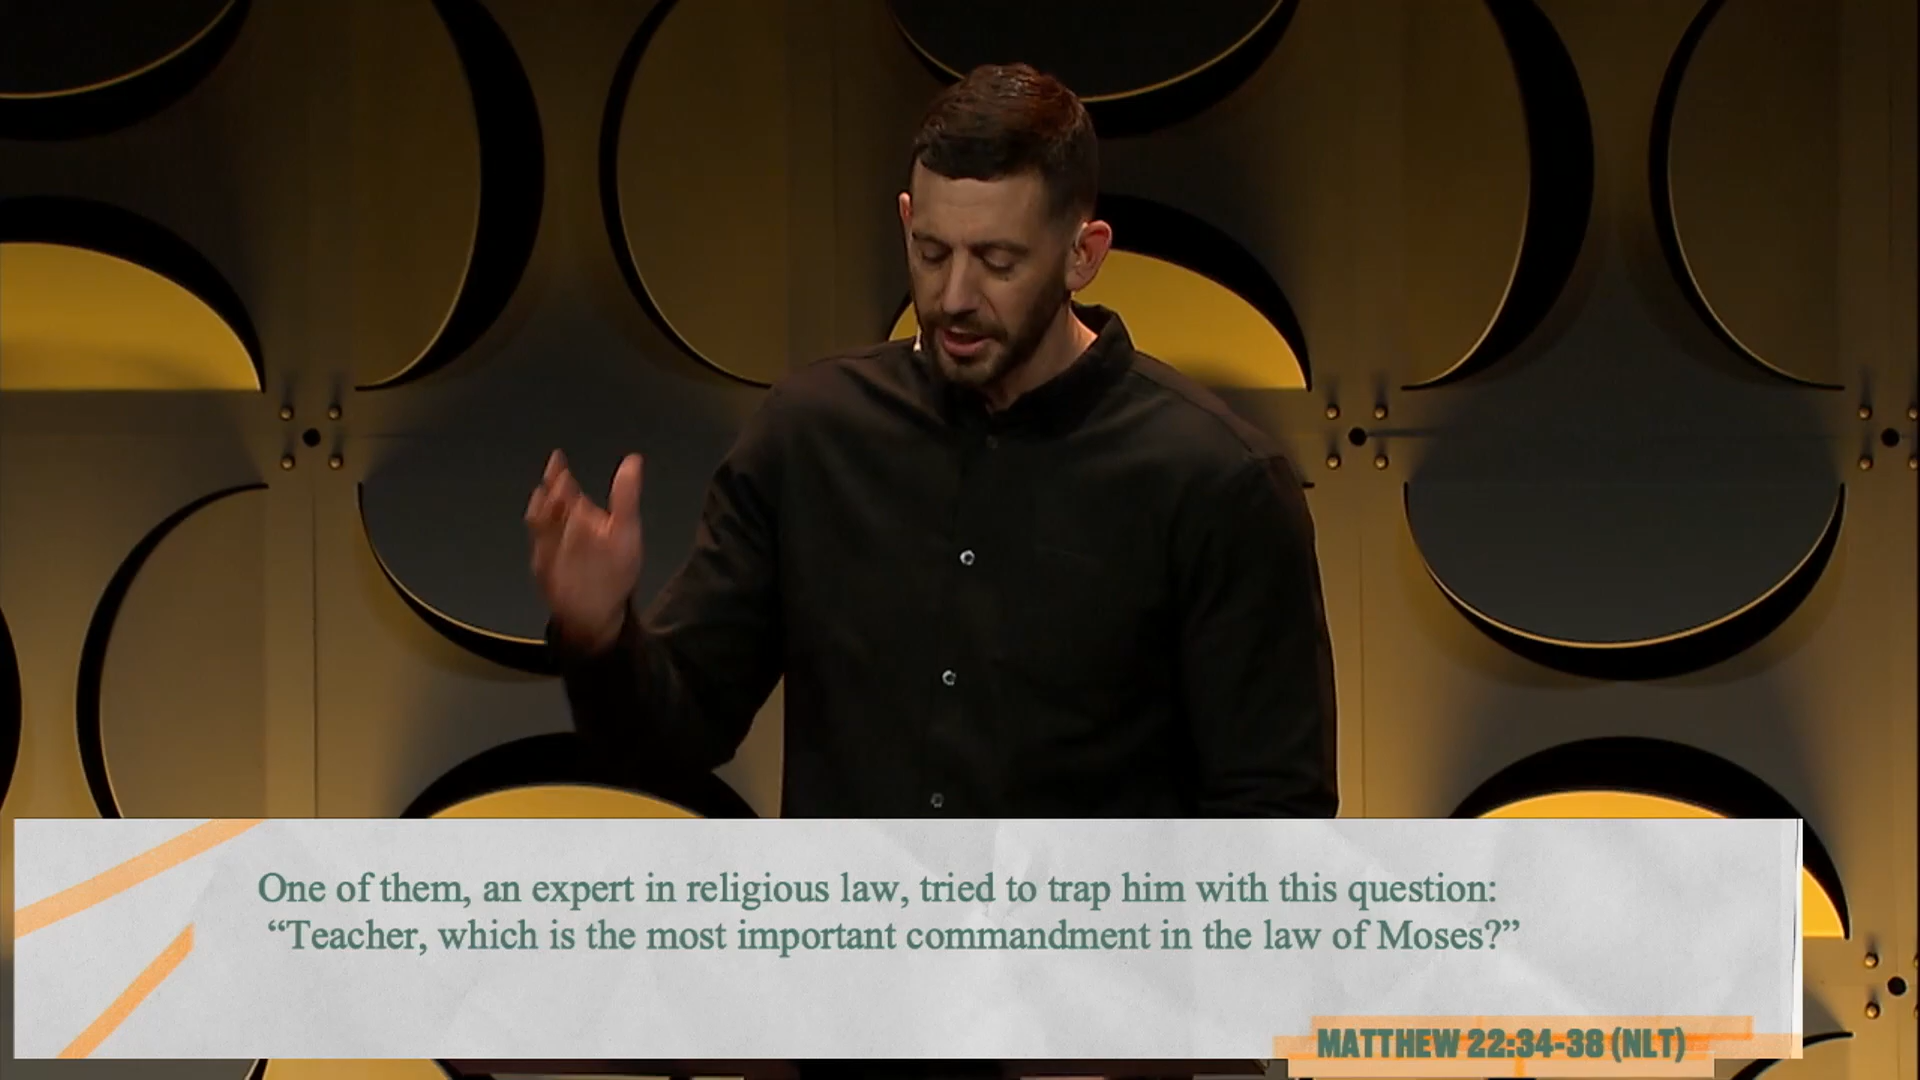 One of them, an expert in religious law, tried to trap him with this question:
“Teacher, which is the most important commandment in the law of Moses?”
MATTHEW 22:34-38 (NLT)